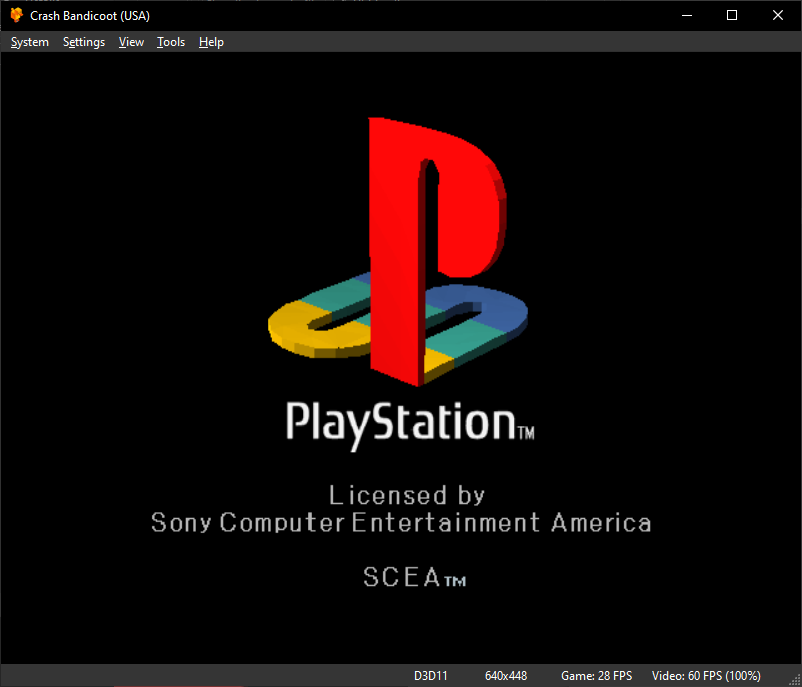 Crash Bandicoot (USA)
System Settings View Tools Help
PlayStation™
Licensed by
Sony Computer Entertainment America
SCEA™
D3D11 640x448 Game: 28 FPS Video: 60 FPS (100%)